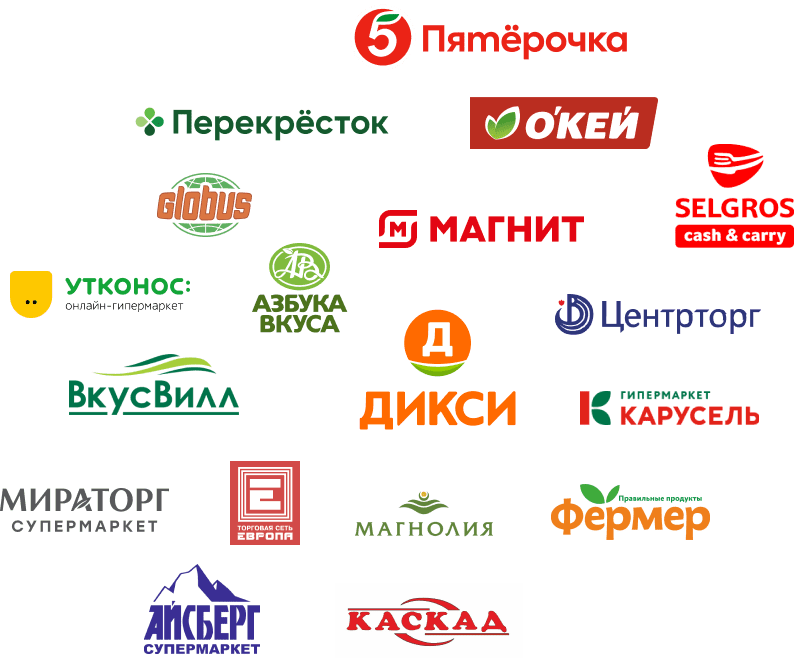 5 Пятёрочка
Перекрёсток
О'КЕЙ
Globus
SELGROS
cash & carry
М МАГНИТ
УТКОНОС:
онлайн-гипермаркет
АВ
АЗБУКА
ВКУСА
Центрторг
Д
ДИКСИ
ВкусВилл
ГИПЕРМАРКЕТ
К КАРУСЕЛЬ
МИРАТОРГ
СУПЕРМАРКЕТ
Е
ТОРГОВАЯ СЕТЬ
ЕВРОПА
МАГНОЛИЯ
Правильные продукты
Фермер
АЙСБЕРГ
СУПЕРМАРКЕТ
КАСКАД